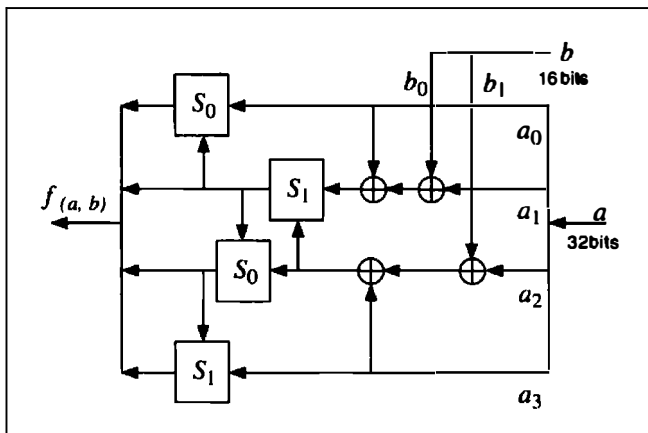 b
b₀ b₁ 16bits
S₀
a₀
S₁
f(a, b)
a₁ a
32bits
S₀
a₂
S₁
a₃